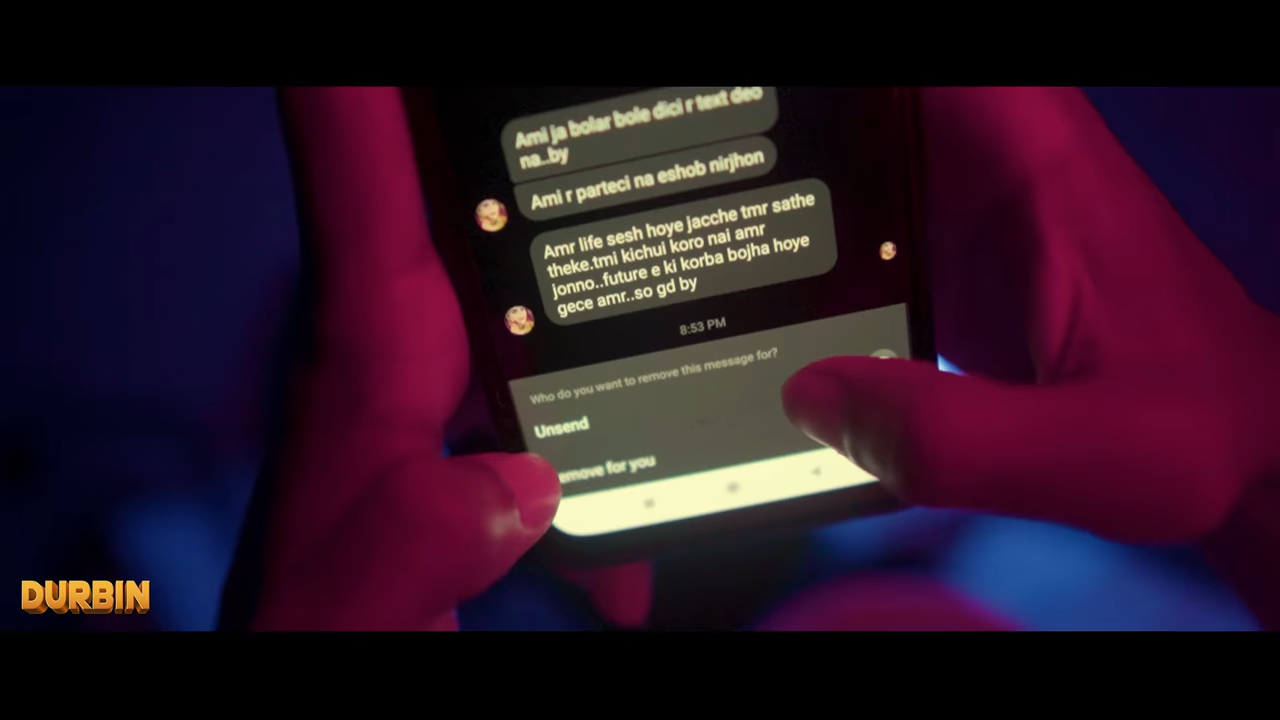 Ami ja bolar bole dici r text deo
na..by
Ami r parteci na eshob nirjhon
Amr life sesh hoye jacche tmr sathe
theke.tmi kichui koro nai amr
jonno..future e ki korba bojha hoye
gece amr..so gd by
8:53 PM
Who do you want to remove this message for?
Unsend
emove for you
DURBIN